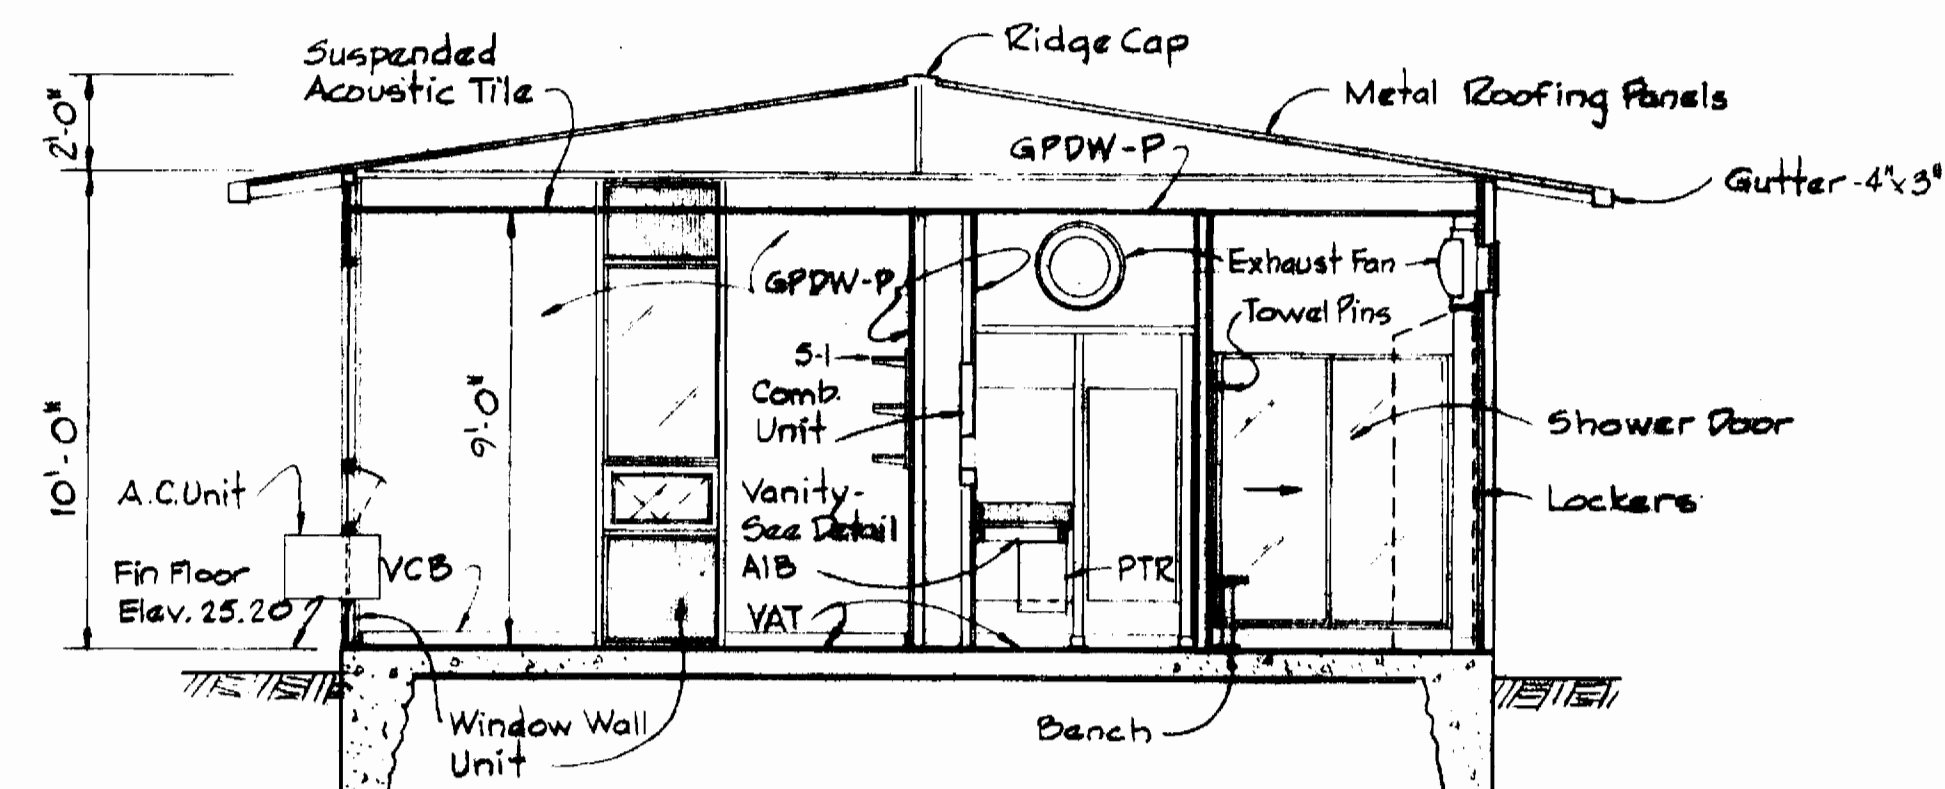 Ridge Cap
Suspended
Acoustic Tile
Metal Roofing Panels
2'-0"
GPDW-P
Gutter-4"x3"
Exhaust Fan
GPDW-P
Towel Pins
S-1
9'-0"
Comb.
Unit
10'-0"
Shower Door
A.C. Unit
Vanity-
See Detail
Lockers
Fin Floor
Elev. 25.20
VCB
A1B
PTR
VAT
Window Wall
Unit
Bench